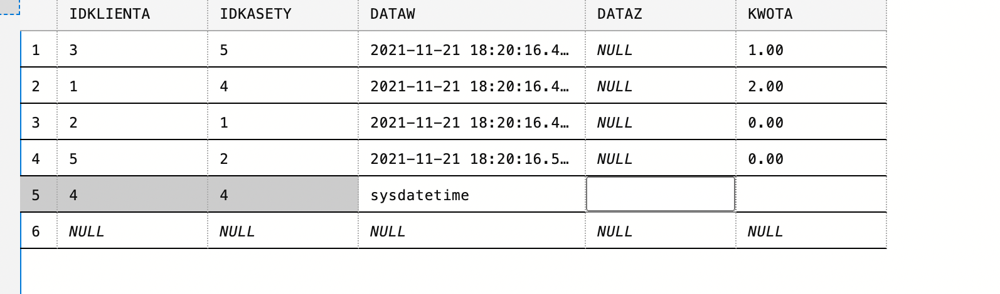 IDKLIENTA IDKASETY DATAW DATAZ KWOTA
1 3 5 2021-11-21 18:20:16.4… NULL 1.00
2 1 4 2021-11-21 18:20:16.4… NULL 2.00
3 2 1 2021-11-21 18:20:16.4… NULL 0.00
4 5 2 2021-11-21 18:20:16.5… NULL 0.00
5 4 4 sysdatetime
6 NULL NULL NULL NULL NULL